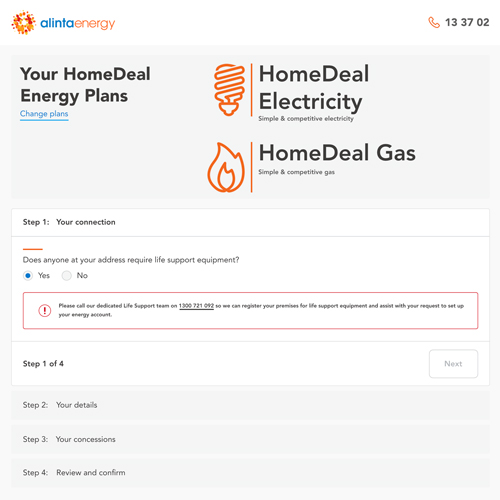 alintaenergy
13 37 02
Your HomeDeal
Energy Plans
Change plans
HomeDeal
Electricity
Simple & competitive electricity
HomeDeal Gas
Simple & competitive gas
Step 1: Your connection
Does anyone at your address require life support equipment?
Yes No
Please call our dedicated Life Support team on 1300 721 092 so we can register your premises for life support equipment and assist with your request to set up
your energy account.
Step 1 of 4
Next
Step 2: Your details
Step 3: Your concessions
Step 4: Review and confirm